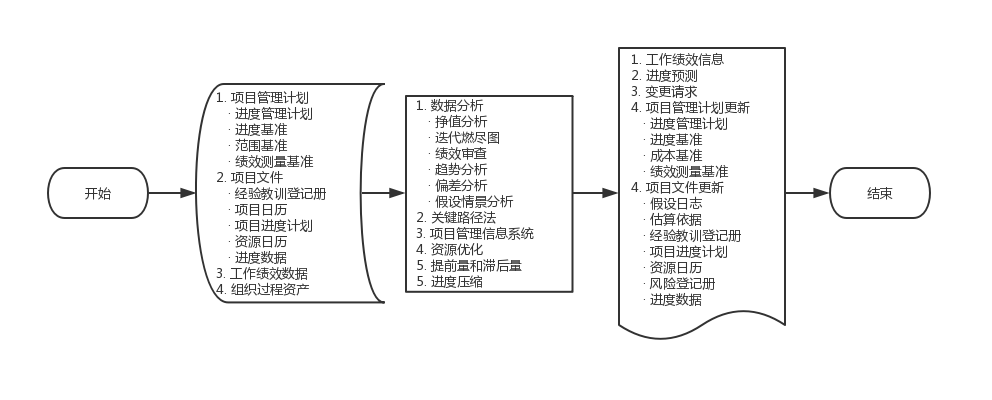 开始
1. 项目管理计划
· 进度管理计划
· 进度基准
· 范围基准
· 绩效测量基准
2. 项目文件
· 经验教训登记册
· 项目日历
· 项目进度计划
· 资源日历
· 进度数据
3. 工作绩效数据
4. 组织过程资产
1. 数据分析
· 挣值分析
· 迭代燃尽图
· 绩效审查
· 趋势分析
· 偏差分析
· 假设情景分析
2. 关键路径法
3. 项目管理信息系统
4. 资源优化
5. 提前量和滞后量
5. 进度压缩
1. 工作绩效信息
2. 进度预测
3. 变更请求
4. 项目管理计划更新
· 进度管理计划
· 进度基准
· 成本基准
· 绩效测量基准
4. 项目文件更新
· 假设日志
· 估算依据
· 经验教训登记册
· 项目进度计划
· 资源日历
· 风险登记册
· 进度数据
结束